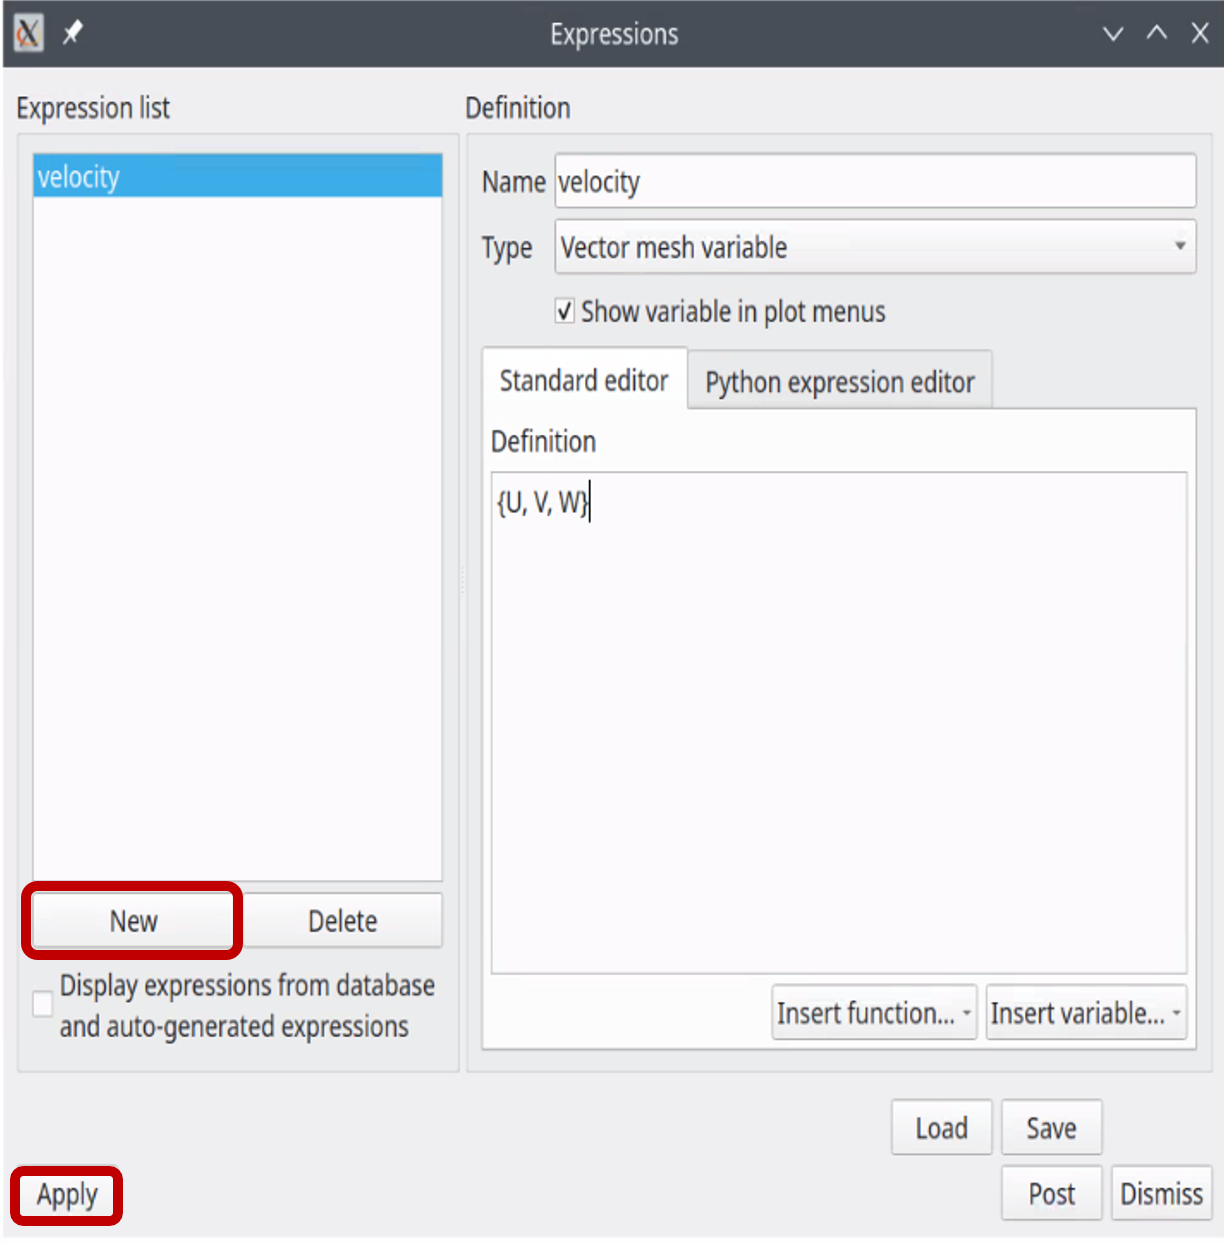 Expressions
Expression list
velocity
New
Delete
Display expressions from database
and auto-generated expressions
Definition
Name velocity
Type Vector mesh variable
Show variable in plot menus
Standard editor
Python expression editor
Definition
{U, V, W}
Insert function...
Insert variable...
Load
Save
Apply
Post
Dismiss